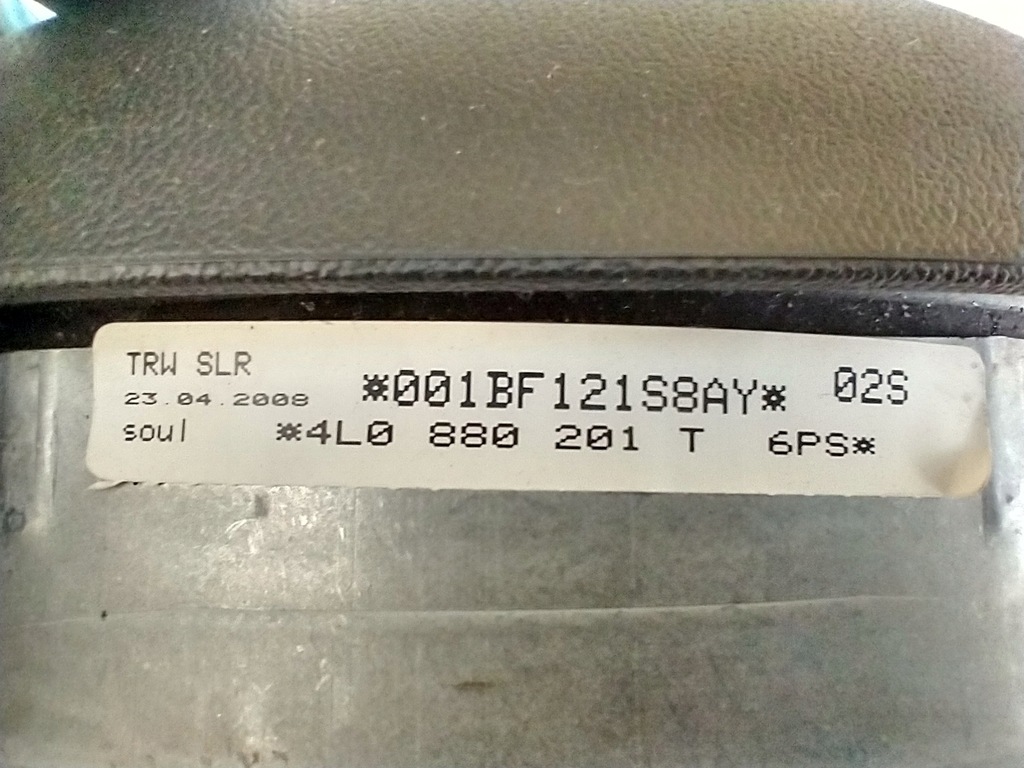 TRW SLR
23.04.2008 *001BF121S8AY* 02S
soul *4L0 880 201 T 6PS*